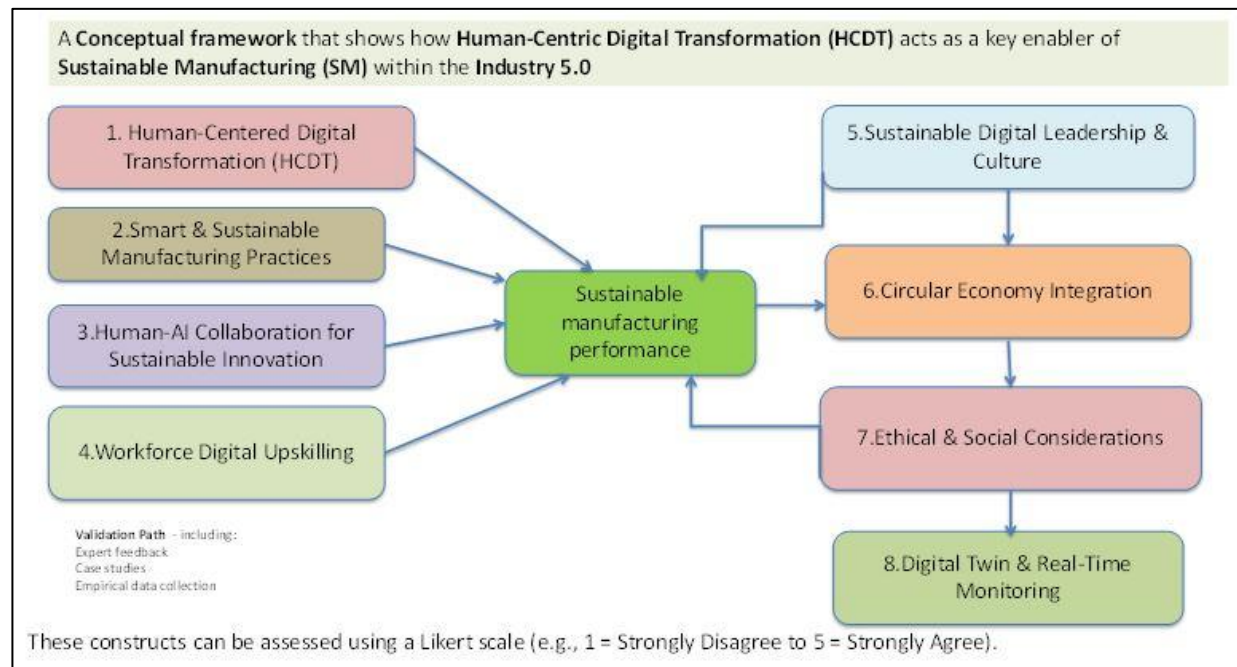 A Conceptual framework that shows how Human-Centric Digital Transformation (HCDT) acts as a key enabler of
Sustainable Manufacturing (SM) within the Industry 5.0
1. Human-Centered Digital
Transformation (HCDT)
2.Smart & Sustainable
Manufacturing Practices
3.Human-AI Collaboration for
Sustainable Innovation
4.Workforce Digital Upskilling
Sustainable
manufacturing
performance
5.Sustainable Digital Leadership &
Culture
6.Circular Economy Integration
7.Ethical & Social Considerations
8.Digital Twin & Real-Time
Monitoring
Validation Path - including:
Expert feedback
Case studies
Empirical data collection
These constructs can be assessed using a Likert scale (e.g., 1 = Strongly Disagree to 5 = Strongly Agree).